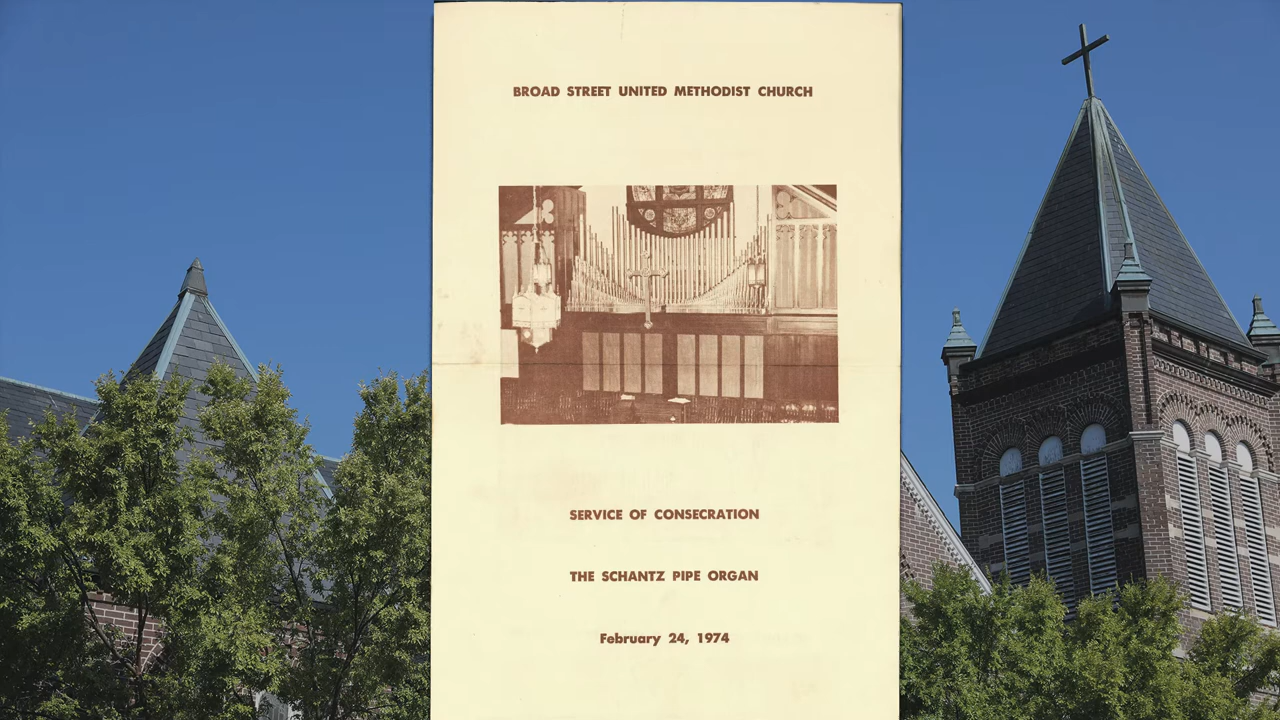 BROAD STREET UNITED METHODIST CHURCH
SERVICE OF CONSECRATION
THE SCHANTZ PIPE ORGAN
February 24, 1974